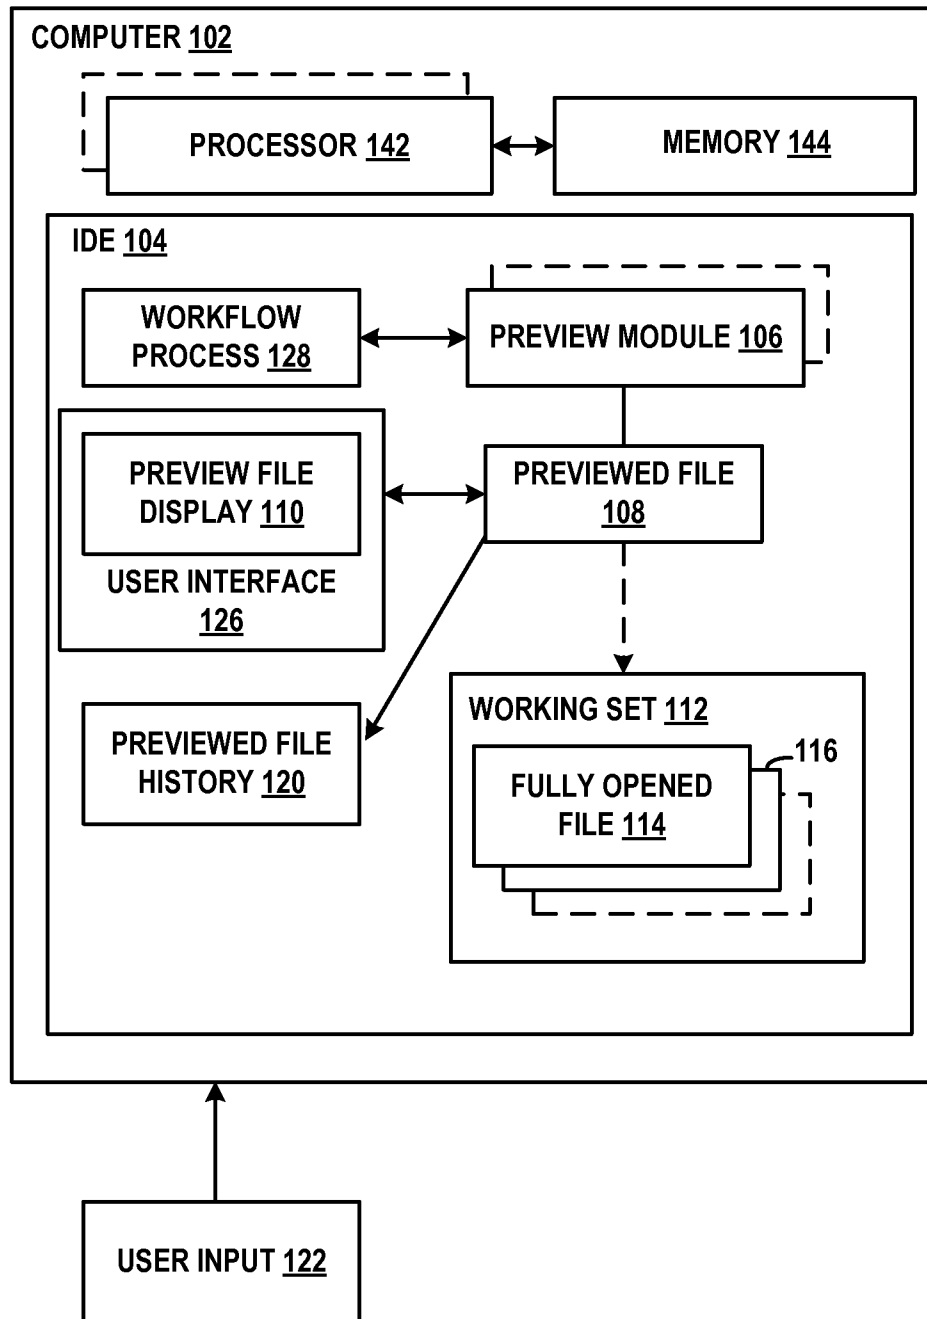 COMPUTER 102
PROCESSOR 142
MEMORY 144
IDE 104
WORKFLOW
PROCESS 128
PREVIEW MODULE 106
PREVIEW FILE
DISPLAY 110
USER INTERFACE
126
PREVIEWED FILE
108
PREVIEWED FILE
HISTORY 120
WORKING SET 112
116
FULLY OPENED
FILE 114
USER INPUT 122